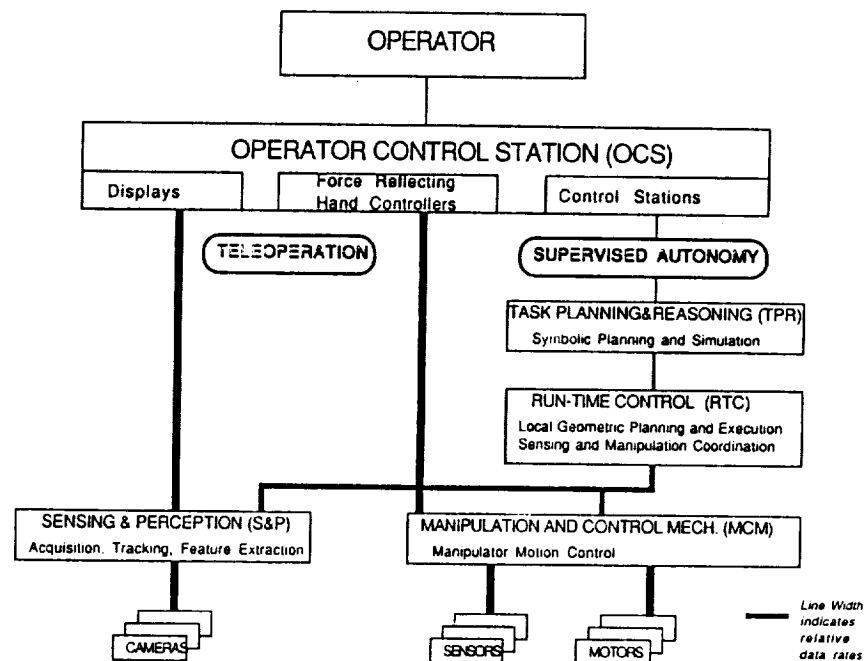 OPERATOR
OPERATOR CONTROL STATION (OCS)
Displays
Force Reflecting
Hand Controllers
Control Stations
TELEOPERATION
SUPERVISED AUTONOMY
TASK PLANNING&REASONING (TPR)
Symbolic Planning and Simulation
RUN-TIME CONTROL (RTC)
Local Geometric Planning and Execution
Sensing and Manipulation Coordination
SENSING & PERCEPTION (S&P)
Acquisition, Tracking, Feature Extraction
MANIPULATION AND CONTROL MECH. (MCM)
Manipulator Motion Control
CAMERAS
SENSORS
MOTORS
Line Width
indicates
relative
data rates